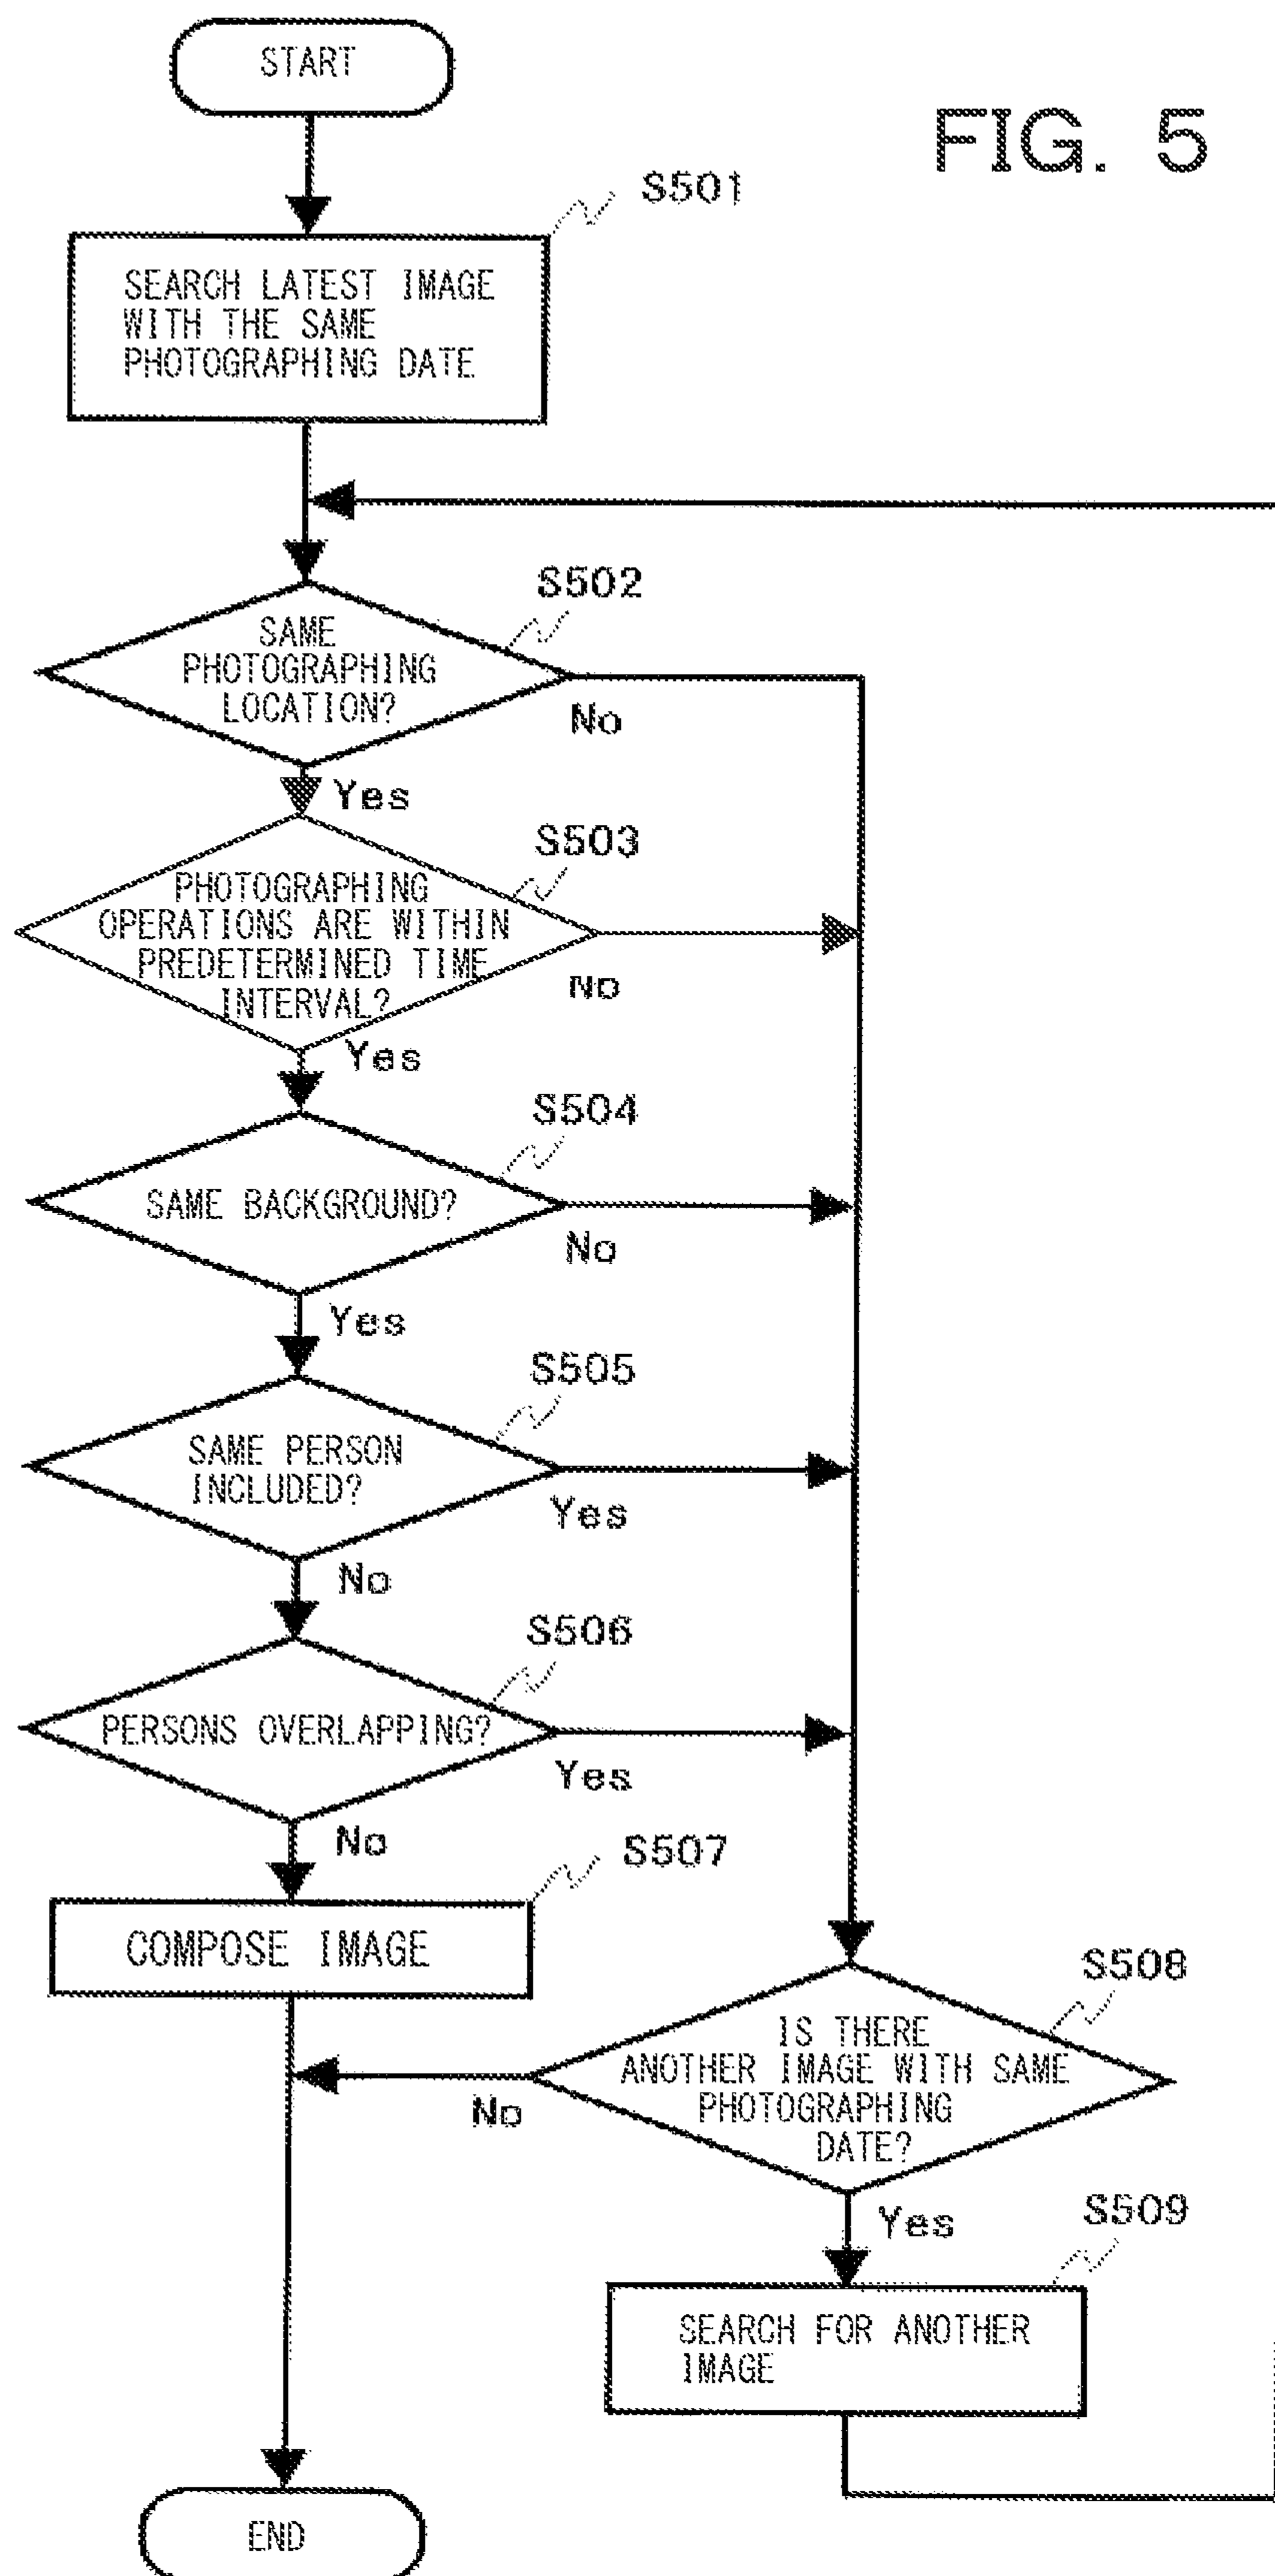 START
FIG. 5
S501
SEARCH LATEST IMAGE
WITH THE SAME
PHOTOGRAPHING DATE
S502
SAME
PHOTOGRAPHING
LOCATION?
No
Yes
S503
PHOTOGRAPHING
OPERATIONS ARE WITHIN
PREDETERMINED TIME
INTERVAL?
No
Yes
S504
SAME BACKGROUND?
No
Yes
S505
SAME PERSON
INCLUDED?
Yes
No
S506
PERSONS OVERLAPPING?
Yes
No
S507
COMPOSE IMAGE
S508
IS THERE
ANOTHER IMAGE WITH SAME
PHOTOGRAPHING
DATE?
No
Yes
S509
SEARCH FOR ANOTHER
IMAGE
END